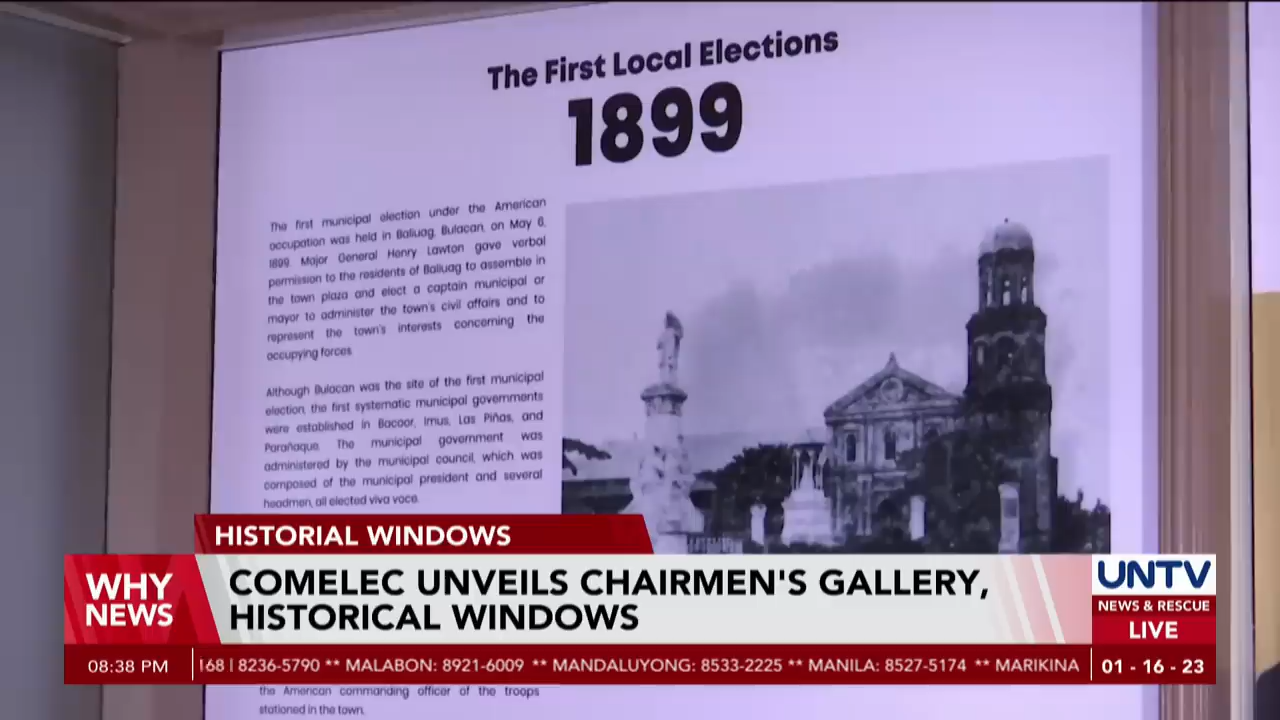 The First Local Elections
1899
The first municipal election under the American
occupation was held in Baliuag, Bulacan, on May 6,
1899. Major General Henry Lawton gave verbal
permission to the residents of Baliuag to assemble in
the town plaza and elect a captain municipal or
mayor to administer the town's civil affairs and to
represent the town's interests concerning the
occupying forces.
Although Bulacan was the site of the first municipal
election, the first systematic municipal governments
were established in Bacoor, Imus, Las Piñas, and
Parañaque. The municipal government was
administered by the municipal council, which was
composed of the municipal president and several
headmen, all elected viva voce.
HISTORIAL WINDOWS
WHY
NEWS
COMELEC UNVEILS CHAIRMEN'S GALLERY,
HISTORICAL WINDOWS
UNTV
NEWS & RESCUE
LIVE
08:38 PM
168 | 8236-5790 ** MALABON: 8921-6009 ** MANDALUYONG: 8533-2225 ** MANILA: 8527-5174 ** MARIKINA
01 - 16 - 23
the American commanding officer of the troops
stationed in the town.